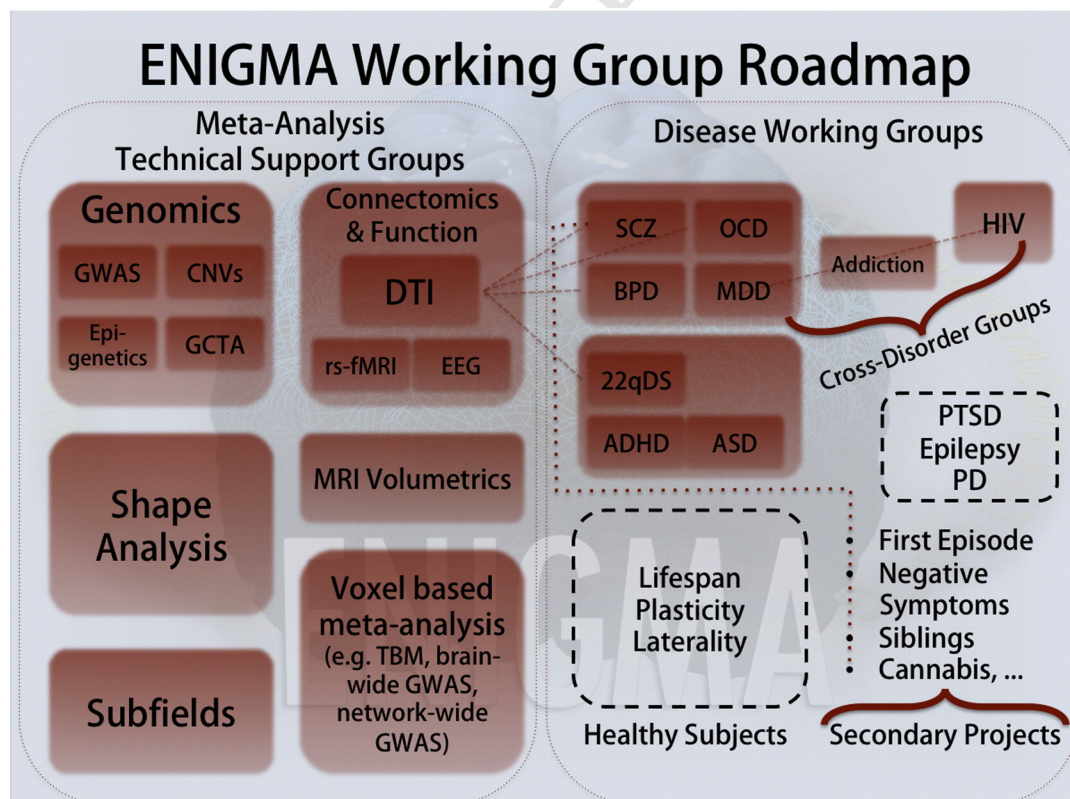 ENIGMA Working Group Roadmap
Meta-Analysis
Technical Support Groups
Genomics
GWAS
CNVs
Epi-
genetics
GCTA
Connectomics
& Function
DTI
rs-fMRI
EEG
Shape
Analysis
MRI Volumetrics
Subfields
Voxel based
meta-analysis
(e.g. TBM, brain-
wide GWAS,
network-wide
GWAS)
Disease Working Groups
SCZ
OCD
BPD
MDD
Addiction
HIV
Cross-Disorder Groups
22qDS
ADHD
ASD
PTSD
Epilepsy
PD
Lifespan
Plasticity
Laterality
Healthy Subjects
• First Episode
• Negative
Symptoms
• Siblings
• Cannabis, ...
Secondary Projects
ENIGMA